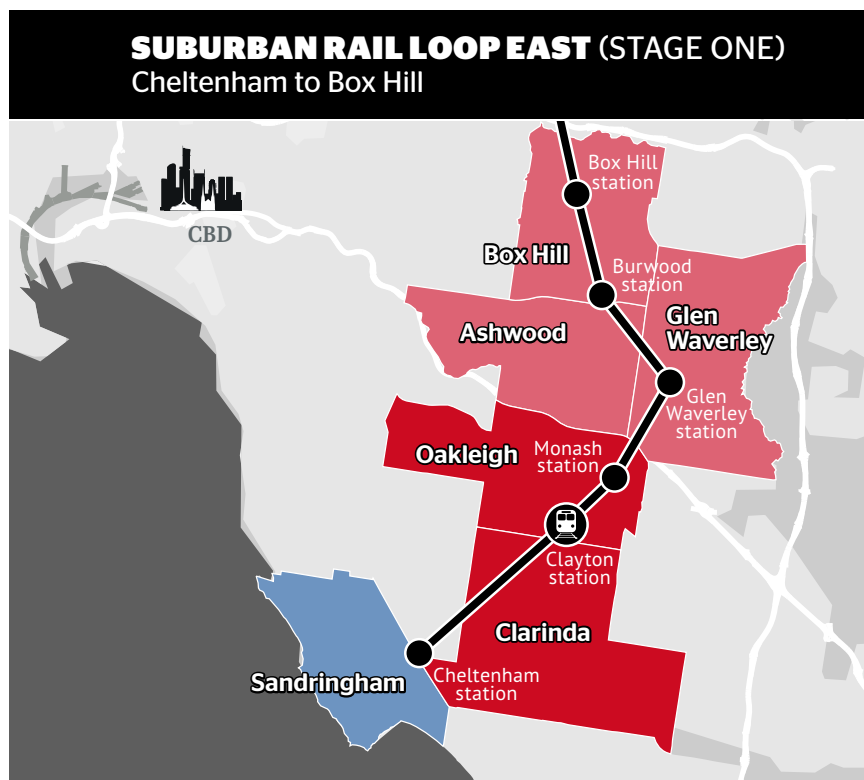 SUBURBAN RAIL LOOP EAST (STAGE ONE)
Cheltenham to Box Hill
Box Hill
station
CBD
Box Hill
Burwood
station
Glen
Waverley
Ashwood
Glen
Waverley
station
Oakleigh
Monash
station
Clayton
station
Clarinda
Sandringham
Cheltenham
station